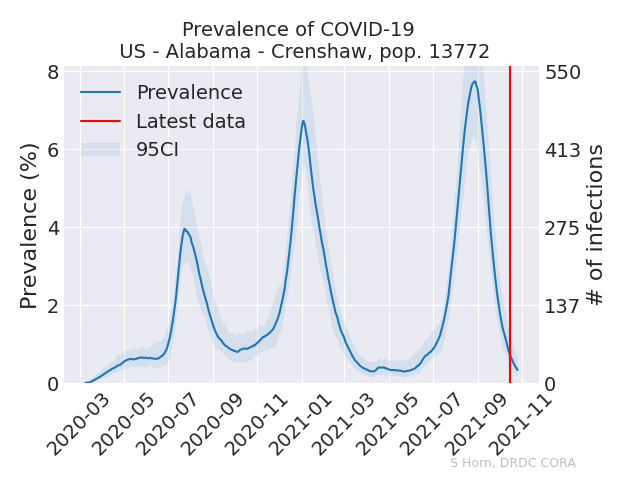 Prevalence of COVID-19
US - Alabama - Crenshaw, pop. 13772
Prevalence
Latest data
95CI
Prevalence (%)
8
6
4
2
0
550
413
275
137
0
# of infections
2020-03
2020-05
2020-07
2020-09
2020-11
2021-01
2021-03
2021-05
2021-07
2021-09
2021-11
S Horn, DRDC CORA